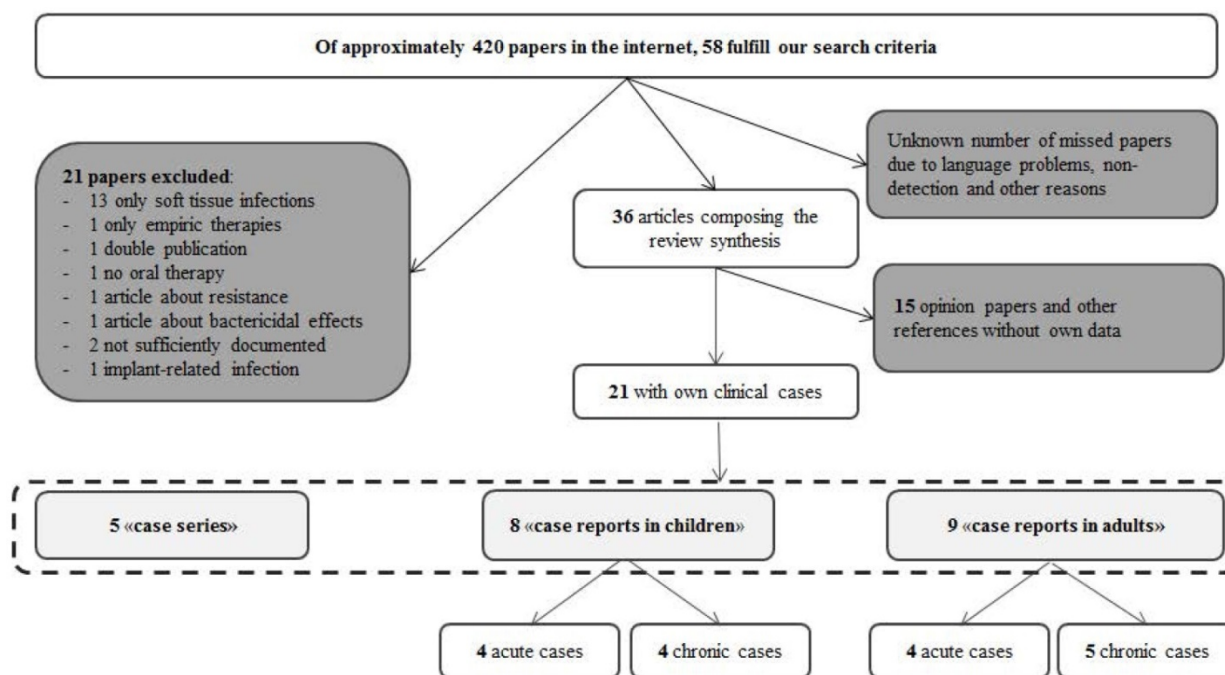 Of approximately 420 papers in the internet, 58 fulfill our search criteria
21 papers excluded:
- 13 only soft tissue infections
- 1 only empiric therapies
- 1 double publication
- 1 no oral therapy
- 1 article about resistance
- 1 article about bactericidal effects
- 2 not sufficiently documented
- 1 implant-related infection
Unknown number of missed papers
due to language problems, non-
detection and other reasons
36 articles composing the
review synthesis
15 opinion papers and other
references without own data
21 with own clinical cases
5 «case series»
8 «case reports in children»
9 «case reports in adults»
4 acute cases
4 chronic cases
4 acute cases
5 chronic cases